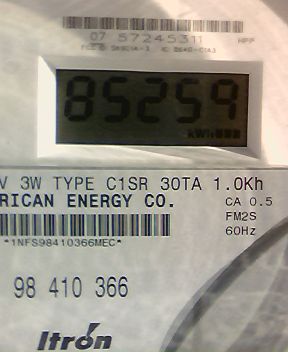 07 57245311
85259
kWh
V 3W TYPE C1SR 30TA 1.0Kh
RICAN ENERGY CO.
CA 0.5
FM2S
60Hz
*1NFS98410366MEC*
98 410 366
Itrón